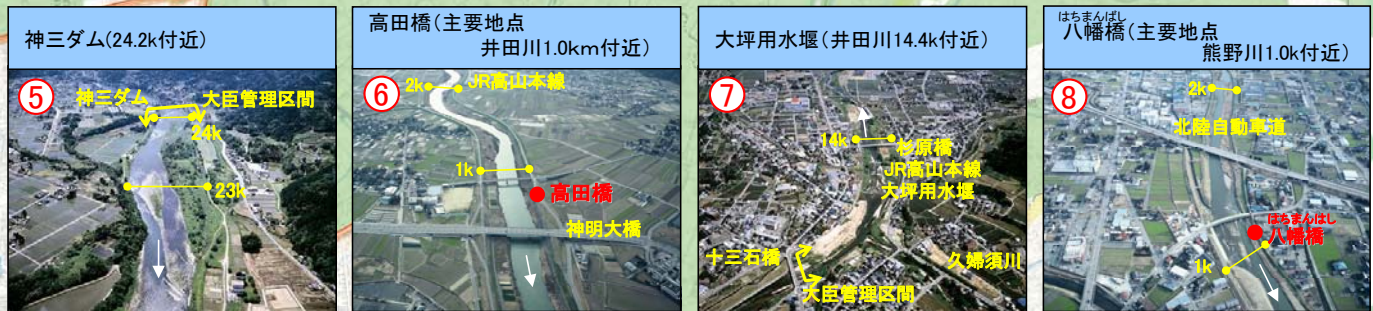 神三ダム(24.2k付近)
⑤
神三ダム
大臣管理区間
24k
23k
高田橋(主要地点
井田川1.0km付近)
⑥
2k
JR高山本線
1k
高田橋
神明大橋
大坪用水堰(井田川14.4k付近)
⑦
14k
杉原橋
JR高山本線
大坪用水堰
十三石橋
久婦須川
大臣管理区間
はちまんばし
八幡橋(主要地点
熊野川1.0k付近)
⑧
2k
北陸自動車道
はちまんはし
八幡橋
1k